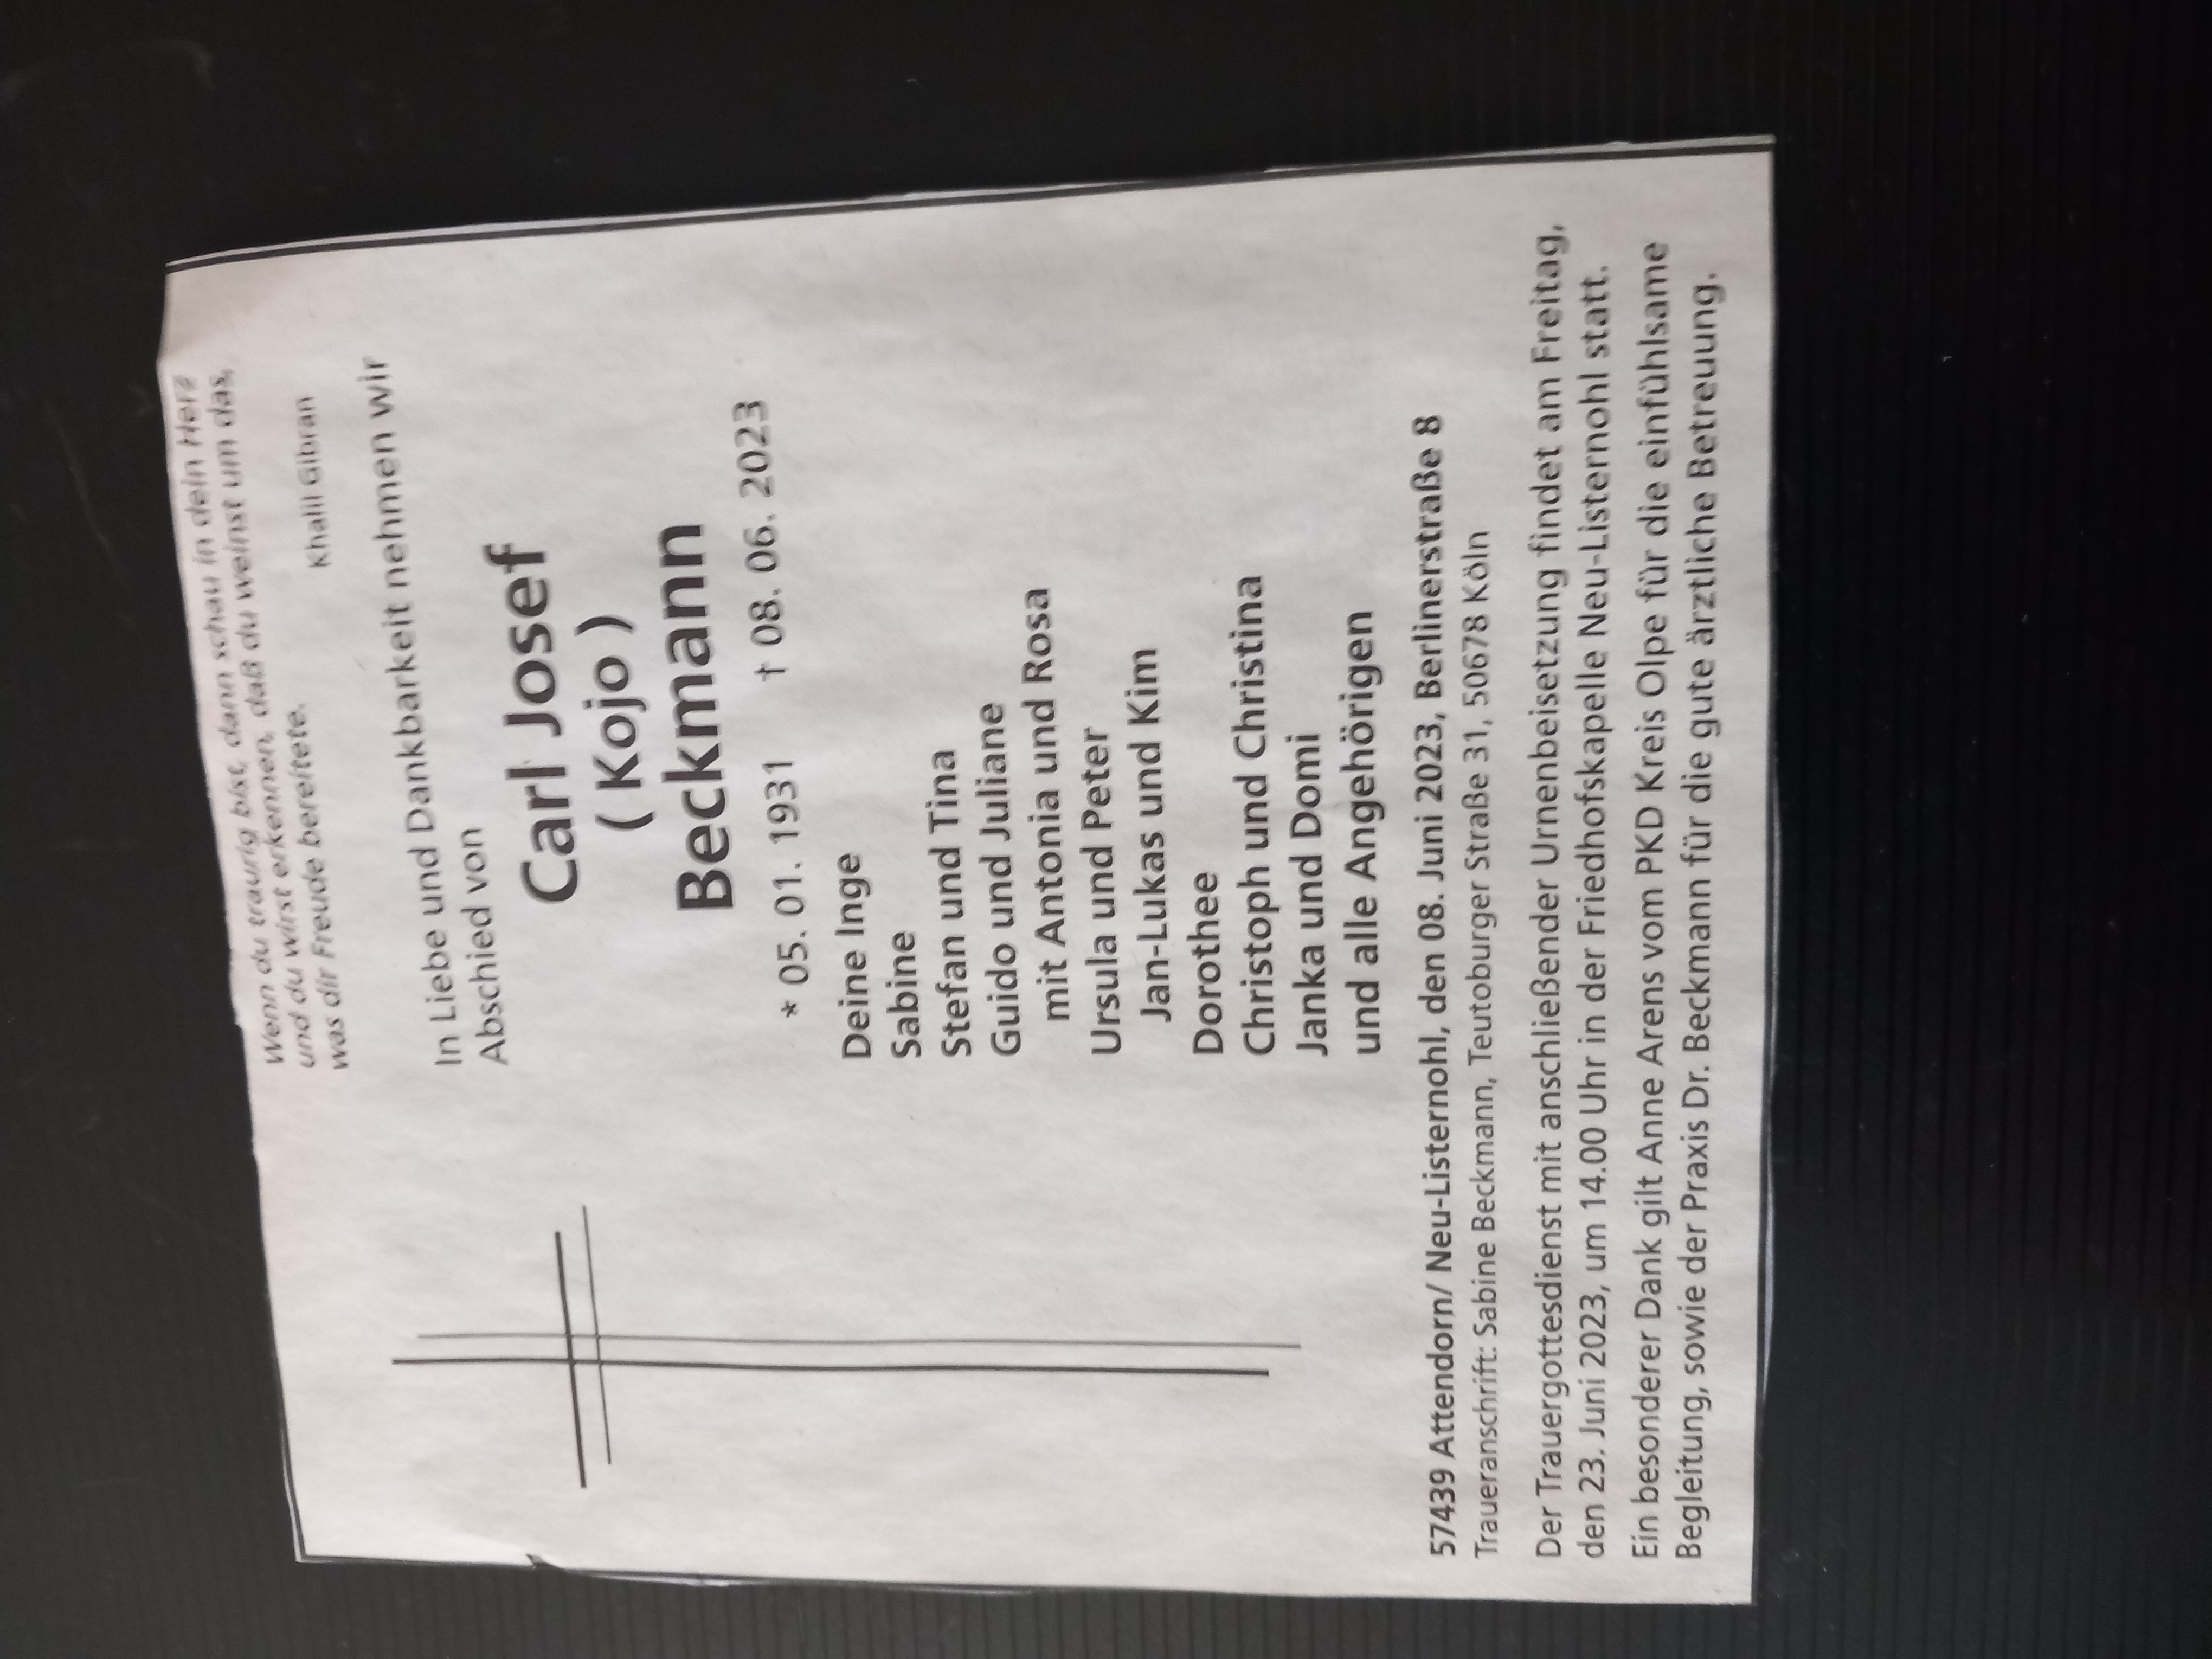 Wenn du traurig bist, dann schau in dein Herz
und du wirst erkennen, daß du weinst um das,
was dir Freude bereitete.
Khalil Gibran
In Liebe und Dankbarkeit nehmen wir
Abschied von
Carl Josef
( Kojo )
Beckmann
* 05. 01. 1931 † 08. 06. 2023
Deine Inge
Sabine
Stefan und Tina
Guido und Juliane
mit Antonia und Rosa
Ursula und Peter
Jan-Lukas und Kim
Dorothee
Christoph und Christina
Janka und Domi
und alle Angehörigen
57439 Attendorn/ Neu-Listernohl, den 08. Juni 2023, Berlinerstraße 8
Traueranschrift: Sabine Beckmann, Teutoburger Straße 31, 50678 Köln
Der Trauergottesdienst mit anschließender Urnenbeisetzung findet am Freitag,
den 23. Juni 2023, um 14.00 Uhr in der Friedhofskapelle Neu-Listernohl statt.
Ein besonderer Dank gilt Anne Arens vom PKD Kreis Olpe für die einfühlsame
Begleitung, sowie der Praxis Dr. Beckmann für die gute ärztliche Betreuung.